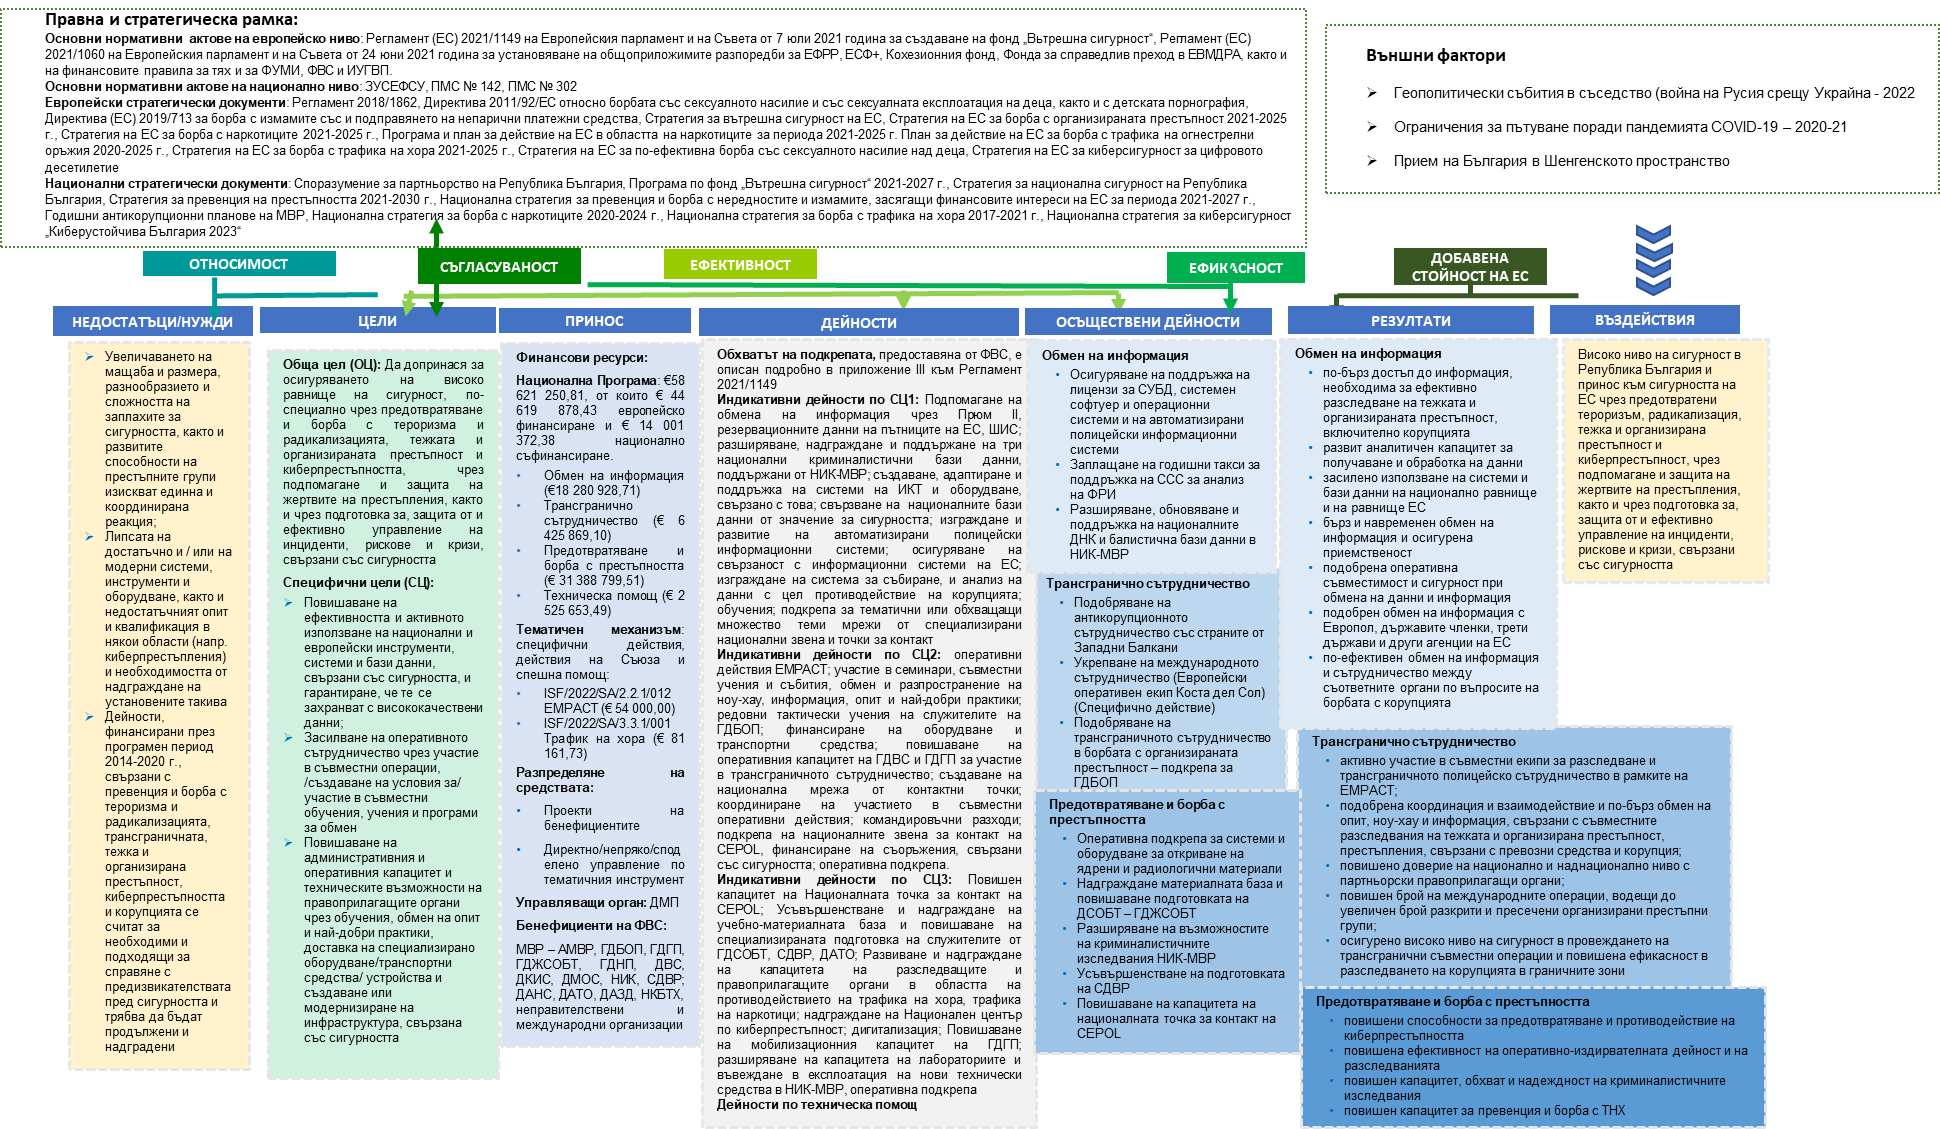 Правна и стратегическа рамка:
Основни нормативни актове на европейско ниво: Регламент (ЕС) 2021/1149 на Европейския парламент и на Съвета от 7 юли 2021 година за създаване на фонд „Вътрешна сигурност“, Регламент (ЕС)
2021/1060 на Европейския парламент и на Съвета от 24 юни 2021 година за установяване на общоприложимите разпоредби за ЕФРР, ЕСФ+, Кохезионния фонд, Фонда за справедлив преход в ЕВМДРА, както и
на финансовите правила за тях и за ФУМИ, ФВС и ИУГВП.
Основни нормативни актове на национално ниво: ЗУСЕФСУ, ПМС № 142, ПМС № 302
Европейски стратегически документи: Регламент 2018/1862, Директива 2011/92/ЕС относно борбата със сексуалното насилие и със сексуалната експлоатация на деца, както и с детската порнография,
Директива (ЕС) 2019/713 за борба с измамите със и подправянето на непарични платежни средства, Стратегия за вътрешна сигурност на ЕС, Стратегия на ЕС за борба с организираната престъпност 2021-2025
г., Стратегия на ЕС за борба с наркотиците 2021-2025 г., Програма и план за действие на ЕС в областта на наркотиците за периода 2021-2025 г. План за действие на ЕС за борба с трафика на огнестрелни
оръжия 2020-2025 г., Стратегия на ЕС за борба с трафика на хора 2021-2025 г., Стратегия на ЕС за по-ефективна борба със сексуалното насилие над деца, Стратегия на ЕС за киберсигурност за цифровото
десетилетие
Национални стратегически документи: Споразумение за партньорство на Република България, Програма по фонд „Вътрешна сигурност“ 2021-2027 г., Стратегия за национална сигурност на Република
България, Стратегия за превенция на престъпността 2021-2030 г., Национална стратегия за превенция и борба с нередностите и измамите, засягащи финансовите интереси на ЕС за периода 2021-2027 г.,
Годишни антикорупционни планове на МВР, Национална стратегия за борба с наркотиците 2020-2024 г., Национална стратегия за борба с трафика на хора 2017-2021 г., Национална стратегия за киберсигурност
„Киберустойчива България 2023“
Външни фактори
➢ Геополитически събития в съседство (война на Русия срещу Украйна - 2022
➢ Ограничения за пътуване поради пандемията COVID-19 – 2020-21
➢ Прием на България в Шенгенското пространство
ОТНОСИМОСТ
СЪГЛАСУВАНОСТ
ЕФЕКТИВНОСТ
ЕФИКАСНОСТ
ДОБАВЕНА
СТОЙНОСТ НА ЕС
НЕДОСТАТЪЦИ/НУЖДИ
ЦЕЛИ
ПРИНОС
ДЕЙНОСТИ
ОСЪЩЕСТВЕНИ ДЕЙНОСТИ
РЕЗУЛТАТИ
ВЪЗДЕЙСТВИЯ
➢ Увеличаването на
мащаба и размера,
разнообразието и
сложността на
заплахите за
сигурността, както и
развитите
способности на
престъпните групи
изискват единна и
координирана
реакция;
➢ Липсата на
достатъчно и / или на
модерни системи,
инструменти и
оборудване, както и
недостатъчният опит
и квалификация в
някои области (напр.
киберпрестъпления)
и необходимостта от
надграждане на
установените такива
➢ Дейности,
финансирани през
програмен период
2014-2020 г.,
свързани с
превенция и борба с
тероризма и
радикализацията,
трансграничната,
тежка и
организирана
престъпност,
киберпрестъпността
и корупцията се
считат за
необходими и
подходящи за
справяне с
предизвикателствата
пред сигурността и
трябва да бъдат
продължени и
надградени
Обща цел (ОЦ): Да допринася за
осигуряването на високо
равнище на сигурност, по-
специално чрез предотвратяване
и борба с тероризма и
радикализацията, тежката и
организираната престъпност и
киберпрестъпността, чрез
подпомагане и защита на
жертвите на престъпления, както
и чрез подготовка за, защита от и
ефективно управление на
инциденти, рискове и кризи,
свързани със сигурността
Специфични цели (СЦ):
➢ Повишаване на
ефективността и активното
използване на национални и
европейски инструменти,
системи и бази данни,
свързани със сигурността, и
гарантиране, че те се
захранват с висококачествени
данни;
➢ Засилване на оперативното
сътрудничество чрез участие
в съвместни операции,
/създаване на условия за/
участие в съвместни
обучения, учения и програми
за обмен
➢ Повишаване на
административния и
оперативния капацитет и
техническите възможности на
правоприлагащите органи
чрез обучения, обмен на опит
и най-добри практики,
доставка на специализирано
оборудване/транспортни
средства/ устройства и
създаване или
модернизиране на
инфраструктура, свързана
със сигурността
Финансови ресурси:
Национална Програма: €58
621 250,81, от които € 44
619 878,43 европейско
финансиране и € 14 001
372,38 национално
съфинансиране.
• Обмен на информация
(€18 280 928,71)
• Трансгранично
сътрудничество (€ 6
425 869,10)
• Предотвратяване и
борба с престъпността
(€ 31 388 799,51)
• Техническа помощ (€ 2
525 653,49)
Тематичен механизъм:
специфични действия,
действия на Съюза и
спешна помощ:
• ISF/2022/SA/2.2.1/012
EMPACT (€ 54 000,00)
• ISF/2022/SA/3.3.1/001
Трафик на хора (€ 81
161,73)
Разпределяне на
средствата:
• Проекти на
бенефициентите
• Директно/непряко/спод
елено управление по
тематичния инструмент
Управляващи орган: ДМП
Бенефициенти на ФВС:
МВР – АМВР, ГДБОП, ГДГП,
ГДЖСОБТ, ГДНП, ДВС,
ДКИС, ДМОС, НИК, СДВР;
ДАНС, ДАТО, ДАЗД, НКБТХ,
неправителствени и
международни организации
Обхватът на подкрепата, предоставяна от ФВС, е
описан подробно в приложение III към Регламент
2021/1149
Индикативни дейности по СЦ1: Подпомагане на
обмена на информация чрез Прюм II,
резервационните данни на пътниците на ЕС, ШИС;
разширяване, надграждане и поддържане на три
национални криминалистични бази данни,
поддържани от НИК-МВР; създаване, адаптиране и
поддръжка на системи на ИКТ и оборудване,
свързано с това; свързване на националните бази
данни от значение за сигурността; изграждане и
развитие на автоматизирани полицейски
информационни системи; осигуряване на
свързаност с информационни системи на ЕС;
изграждане на система за събиране, и анализ на
данни с цел противодействие на корупцията;
обучения; подкрепа за тематични или обхващащи
множество теми мрежи от специализирани
национални звена и точки за контакт
Индикативни дейности по СЦ2: оперативни
действия ЕМРАСТ; участие в семинари, съвместни
учения и събития, обмен и разпространение на
ноу-хау, информация, опит и най-добри практики;
редовни тактически учения на служителите на
ГДБОП; финансиране на оборудване и
транспортни средства; повишаване на
оперативния капацитет на ГДВС и ГДГП за участие
в трансграничното сътрудничество; създаване на
национална мрежа от контактни точки;
координиране на участието в съвместни
оперативни действия; командировъчни разходи;
подкрепа на националните звена за контакт на
CEPOL, финансиране на съоръжения, свързани
със сигурността; оперативна подкрепа.
Индикативни дейности по СЦ3: Повишен
капацитет на Националната точка за контакт на
CEPOL; Усъвършенстване и надграждане на
учебно-материалната база и повишаване на
специализираната подготовка на служителите от
ГДСОБТ, СДВР, ДАТО; Развиване и надграждане
на капацитета на разследващите и
правоприлагащите органи в областта на
противодействието на трафика на хора, трафика
на наркотици; надграждане на Национален център
по киберпрестъпност; дигитализация; Повишаване
на мобилизационния капацитет на ГДГП;
разширяване на капацитета на лабораториите и
въвеждане в експлоатация на нови технически
средства в НИК-МВР, оперативна подкрепа
Дейности по техническа помощ
Обмен на информация
• Осигуряване на поддръжка на
лицензи за СУБД, системен
софтуер и операционни
системи и на автоматизирани
полицейски информационни
системи
• Заплащане на годишни такси за
поддръжка на ССС за анализ
на ФРИ
• Разширяване, обновяване и
поддръжка на националните
ДНК и балистична бази данни в
НИК-МВР
Трансгранично сътрудничество
• Подобряване на
антикорупционното
сътрудничество със страните от
Западни Балкани
• Укрепване на международното
сътрудничество (Европейски
оперативен екип Коста дел Сол)
(Специфично действие)
• Подобряване на
трансграничното сътрудничество
в борбата с организираната
престъпност – подкрепа за
ГДБОП
Предотвратяване и борба с
престъпността
• Оперативна подкрепа за системи и
оборудване за откриване на
ядрени и радиологични материали
• Надграждане материалната база и
повишаване подготовката на
ДСОБТ – ГДЖСОБТ
• Разширяване на възможностите
на криминалистичните
изследвания НИК-МВР
• Усъвършенстване на подготовката
на СДВР
• Повишаване на капацитета на
националната точка за контакт на
CEPOL
Обмен на информация
• по-бърз достъп до информация,
необходима за ефективно
разследване на тежката и
организираната престъпност,
включително корупцията
• развит аналитичен капацитет за
получаване и обработка на данни
• засилено използване на системи и
бази данни на национално равнище
и на равнище ЕС
• бърз и навременен обмен на
информация и осигурена
приемственост
• подобрена оперативна
съвместимост и сигурност при
обмена на данни и информация
• подобрен обмен на информация с
Европол, държавите членки, трети
държави и други агенции на ЕС
• по-ефективен обмен на информация
и сътрудничество между
съответните органи по въпросите на
борбата с корупцията
Трансгранично сътрудничество
• активно участие в съвместни екипи за разследване и
трансграничното полицейско сътрудничество в рамките на
ЕМРАСТ;
• подобрена координация и взаимодействие и по-бърз обмен на
опит, ноу-хау и информация, свързани с съвместните
разследвания на тежката и организирана престъпност,
престъпления, свързани с превозни средства и корупция;
• повишено доверие на национално и наднационално ниво с
партньорски правоприлагащи органи;
• повишен брой на международните операции, водещи до
увеличен брой разкрити и пресечени организирани престъпни
групи;
• осигурено високо ниво на сигурност в провеждането на
трансгранични съвместни операции и повишена ефикасност в
разследването на корупцията в граничните зони
Предотвратяване и борба с престъпността
• повишени способности за предотвратяване и противодействие на
киберпрестъпността
• повишена ефективност на оперативно-издирвателната дейност и на
разследванията
• повишен капацитет, обхват и надеждност на криминалистичните
изследвания
• повишен капацитет за превенция и борба с ТНХ
Високо ниво на сигурност в
Република България и
принос към сигурността на
ЕС чрез предотвратени
тероризъм, радикализация,
тежка и организирана
престъпност и
киберпрестъпност, чрез
подпомагане и защита на
жертвите на престъпления,
както и чрез подготовка за,
защита от и ефективно
управление на инциденти,
рискове и кризи, свързани
със сигурността